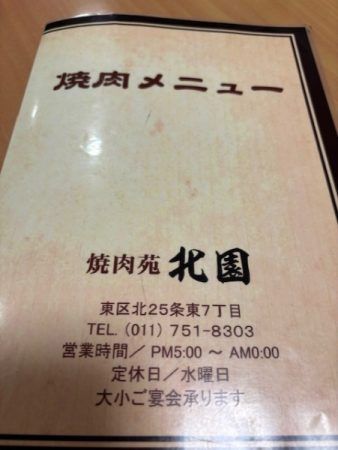 焼肉メニュー
焼肉苑 北園
東区北25条東7丁目
TEL. (011) 751-8303
営業時間／PM5:00 〜 AM0:00
定休日／水曜日
大小ご宴会承ります